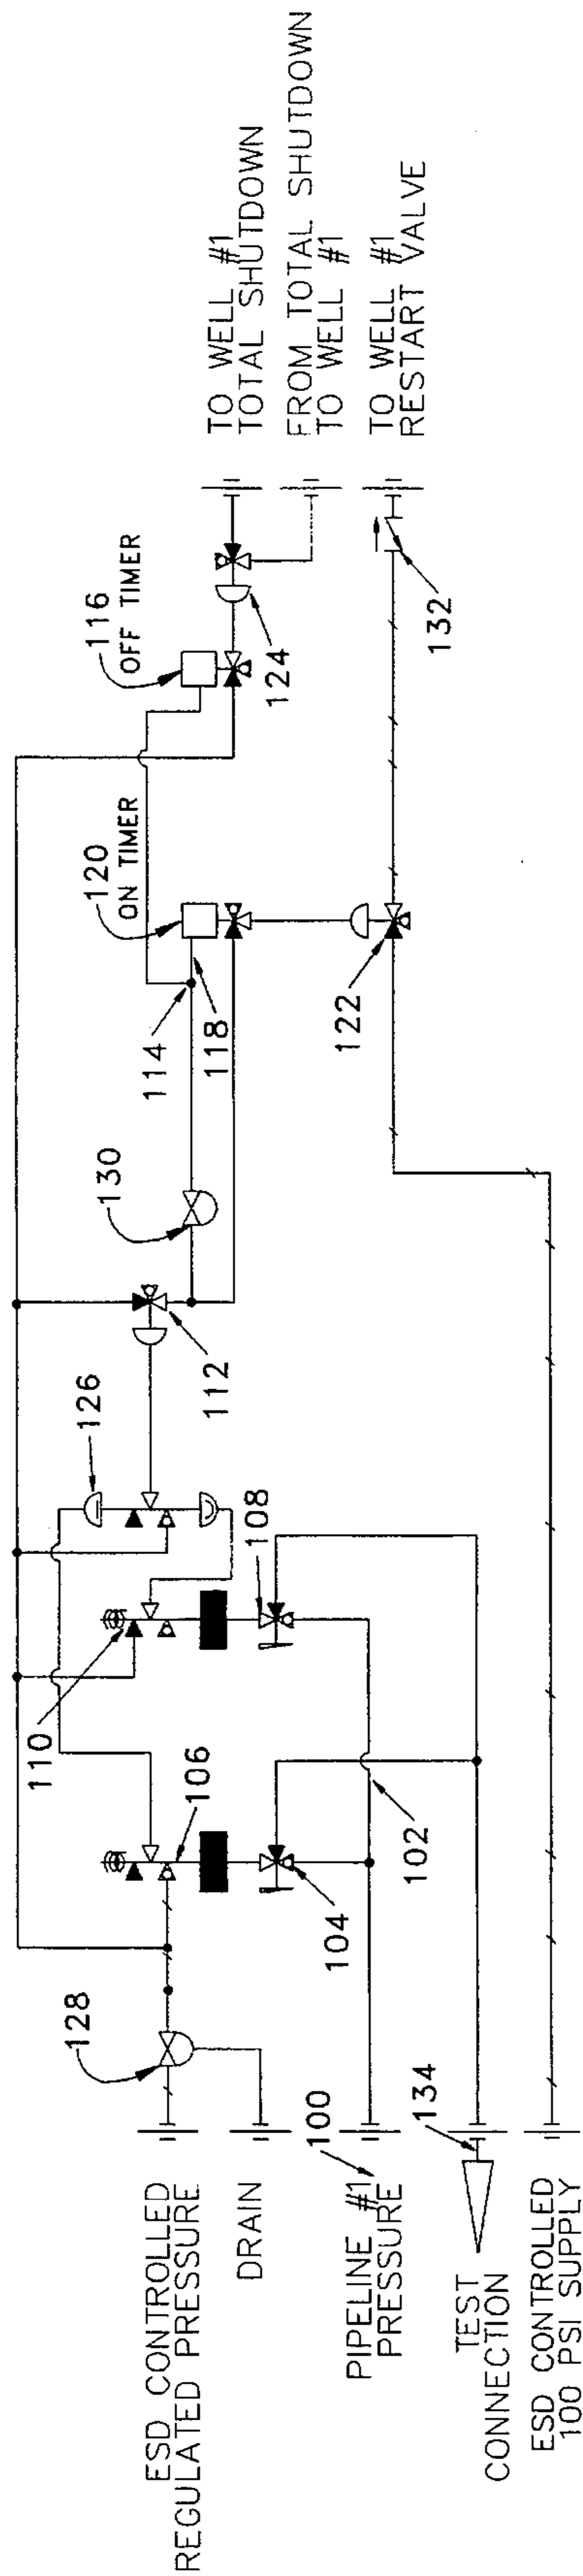 TO WELL #1
TOTAL SHUTDOWN
FROM TOTAL SHUTDOWN
TO WELL #1
TO WELL #1
RESTART VALVE
116
OFF TIMER
124
132
120
ON TIMER
114
118
122
130
126
112
108
110
106
102
104
128
100
134
ESD CONTROLLED
REGULATED PRESSURE
DRAIN
PIPELINE #1
PRESSURE
TEST
CONNECTION
ESD CONTROLLED
100 PSI SUPPLY